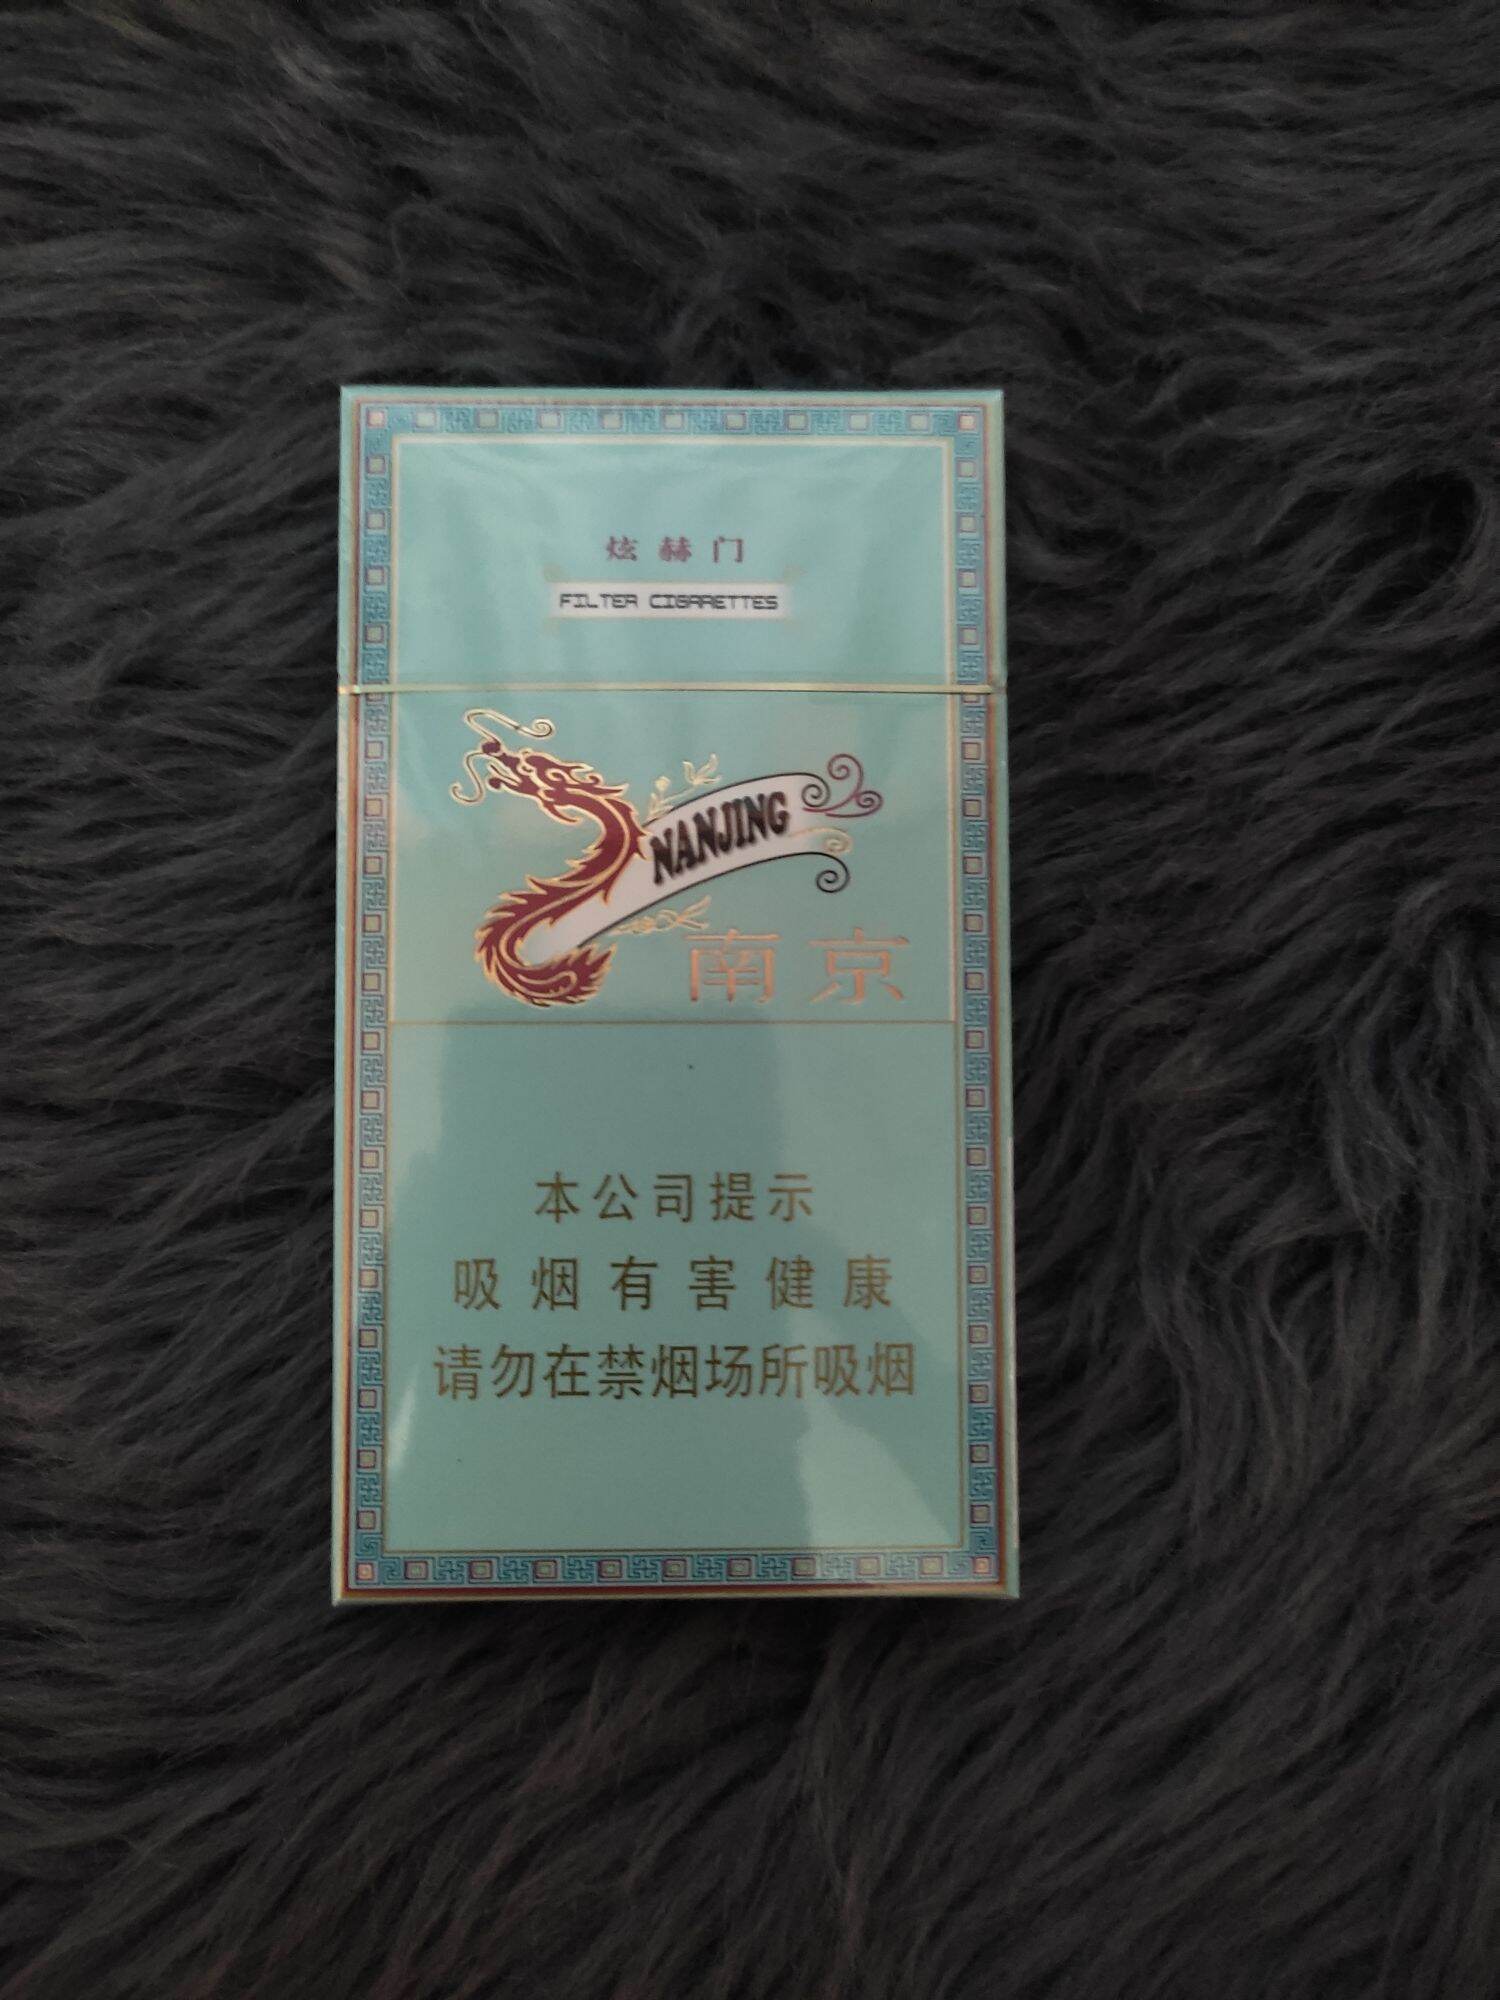 炫赫门
FILTER CIGARETTES
NANJING
南京
本公司提示
吸烟有害健康
请勿在禁烟场所吸烟